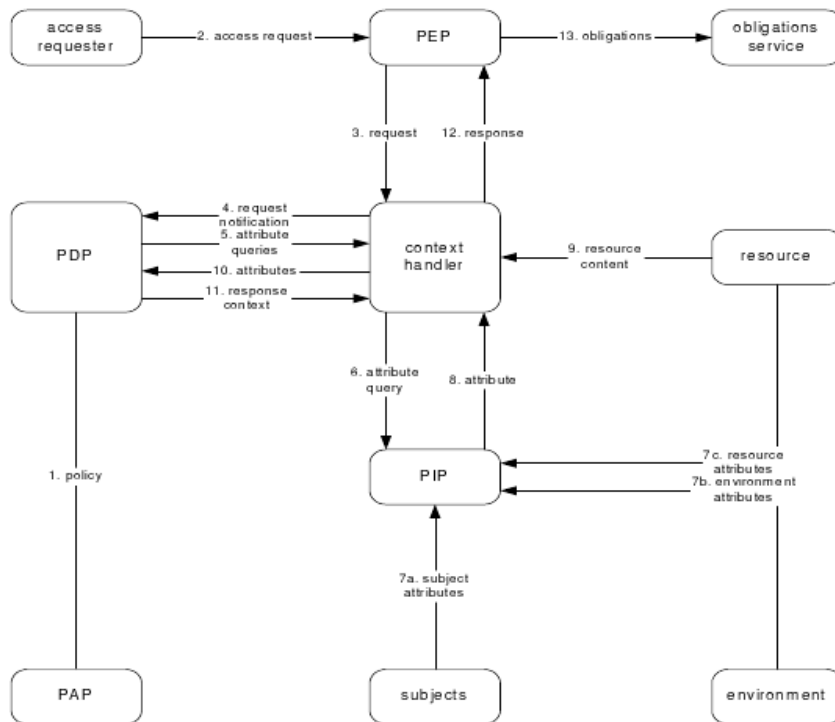 access
requester
2. access request
PEP
13. obligations
obligations
service
3. request
12. response
4. request
notification
5. attribute
queries
10. attributes
11. response
context
PDP
context
handler
9. resource
content
resource
6. attribute
query
8. attribute
1. policy
PIP
7c. resource
attributes
7b. environment
attributes
7a. subject
attributes
PAP
subjects
environment